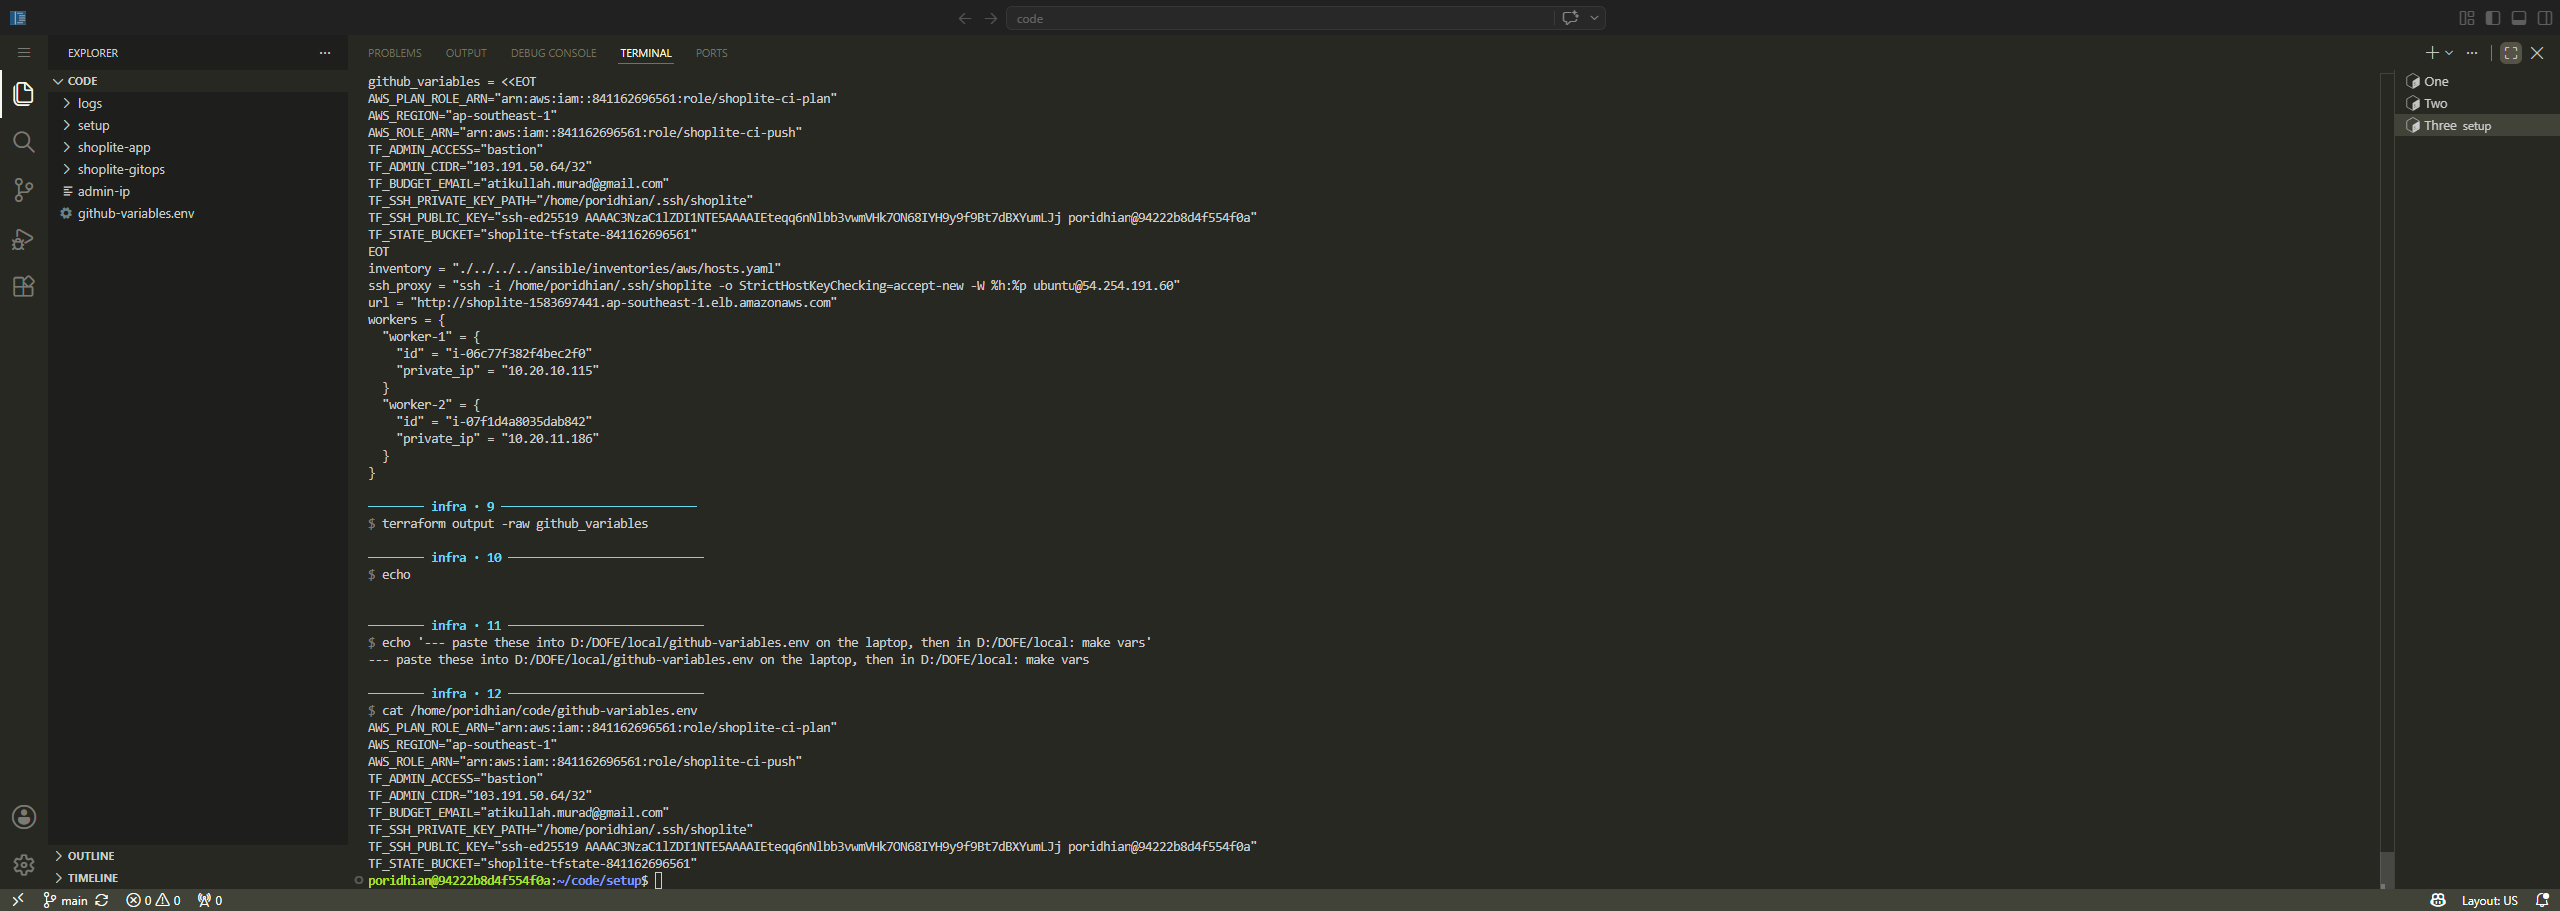 code
EXPLORER
CODE
logs
setup
shoplite-app
shoplite-gitops
admin-ip
github-variables.env
OUTLINE
TIMELINE
PROBLEMS OUTPUT DEBUG CONSOLE TERMINAL PORTS
github_variables = <<EOT
AWS_PLAN_ROLE_ARN="arn:aws:iam::841162696561:role/shoplite-ci-plan"
AWS_REGION="ap-southeast-1"
AWS_ROLE_ARN="arn:aws:iam::841162696561:role/shoplite-ci-push"
TF_ADMIN_ACCESS="bastion"
TF_ADMIN_CIDR="103.191.50.64/32"
TF_BUDGET_EMAIL="atikullah.murad@gmail.com"
TF_SSH_PRIVATE_KEY_PATH="/home/poridhian/.ssh/shoplite"
TF_SSH_PUBLIC_KEY="ssh-ed25519 AAAAC3NzaC1lZDI1NTE5AAAAIEteqq6nNlbb3vwmVHk7ON68IYH9y9f9Bt7dBXYumLJj poridhian@94222b8d4f554f0a"
TF_STATE_BUCKET="shoplite-tfstate-841162696561"
EOT
inventory = "./../../../ansible/inventories/aws/hosts.yaml"
ssh_proxy = "ssh -i /home/poridhian/.ssh/shoplite -o StrictHostKeyChecking=accept-new -W %h:%p ubuntu@54.254.191.60"
url = "http://shoplite-1583697441.ap-southeast-1.elb.amazonaws.com"
workers = {
"worker-1" = {
"id" = "i-06c77f382f4bec2f0"
"private_ip" = "10.20.10.115"
}
"worker-2" = {
"id" = "i-07f1d4a8035dab842"
"private_ip" = "10.20.11.186"
}
}
infra · 9
$ terraform output -raw github_variables
infra · 10
$ echo
infra · 11
$ echo '--- paste these into D:/DOFE/local/github-variables.env on the laptop, then in D:/DOFE/local: make vars'
--- paste these into D:/DOFE/local/github-variables.env on the laptop, then in D:/DOFE/local: make vars
infra · 12
$ cat /home/poridhian/code/github-variables.env
AWS_PLAN_ROLE_ARN="arn:aws:iam::841162696561:role/shoplite-ci-plan"
AWS_REGION="ap-southeast-1"
AWS_ROLE_ARN="arn:aws:iam::841162696561:role/shoplite-ci-push"
TF_ADMIN_ACCESS="bastion"
TF_ADMIN_CIDR="103.191.50.64/32"
TF_BUDGET_EMAIL="atikullah.murad@gmail.com"
TF_SSH_PRIVATE_KEY_PATH="/home/poridhian/.ssh/shoplite"
TF_SSH_PUBLIC_KEY="ssh-ed25519 AAAAC3NzaC1lZDI1NTE5AAAAIEteqq6nNlbb3vwmVHk7ON68IYH9y9f9Bt7dBXYumLJj poridhian@94222b8d4f554f0a"
TF_STATE_BUCKET="shoplite-tfstate-841162696561"
poridhian@94222b8d4f554f0a:~/code/setup$
One
Two
Three setup
main 0 0 0
Layout: US